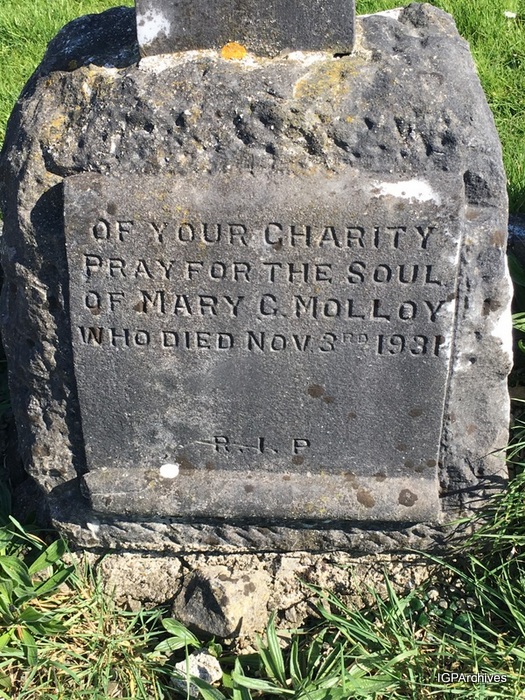 OF YOUR CHARITY
PRAY FOR THE SOUL
OF MARY C. MOLLOY
WHO DIED NOV. 3RD 1931
R. I. P
IGPArchives